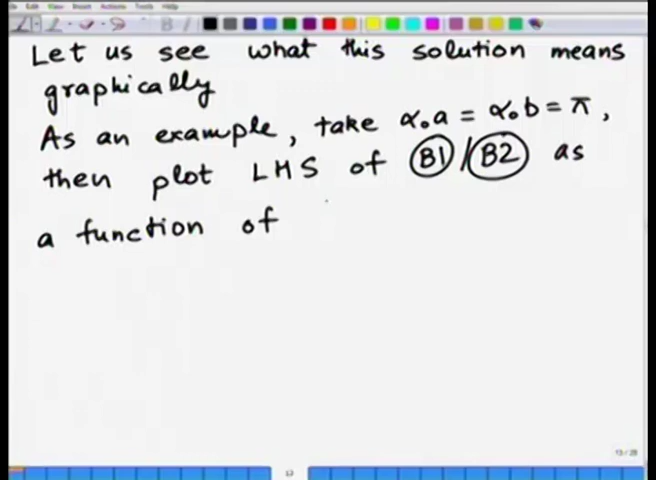 Let us see what this solution means
graphically
As an example, take α₀a = α₀b = π,
then plot LHS of B1/B2 as
a function of